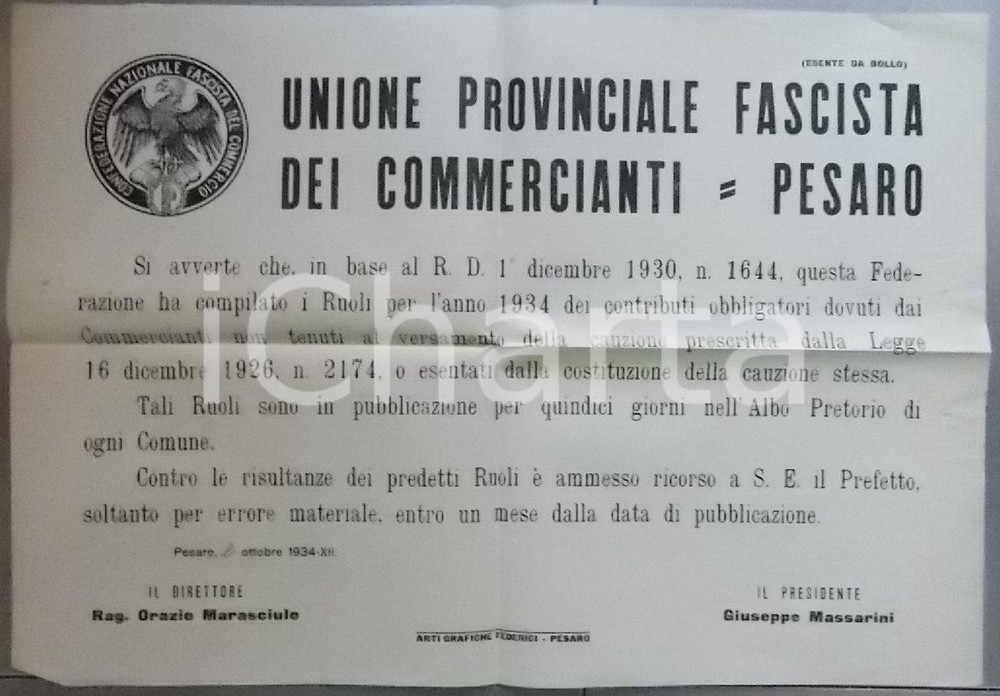 (ESENTE DA BOLLO)
CONFEDERAZIONE NAZIONALE FASCISTA DEL COMMERCIO
UNIONE PROVINCIALE FASCISTA
DEI COMMERCIANTI = PESARO
Si avverte che, in base al R. D. 1° dicembre 1930, n. 1644, questa Fede-
razione ha compilato i Ruoli per l'anno 1934 dei contributi obbligatori dovuti dai
Commercianti non tenuti al versamento della cauzione prescritta dalla Legge
16 dicembre 1926, n. 2174, o esentati dalla costituzione della cauzione stessa.
Tali Ruoli sono in pubblicazione per quindici giorni nell'Albo Pretorio di
ogni Comune.
Contro le risultanze dei predetti Ruoli è ammesso ricorso a S. E. il Prefetto,
soltanto per errore materiale, entro un mese dalla data di pubblicazione.
Pesaro, ottobre 1934-XII.
IL DIRETTORE
Rag. Orazio Marasciulo
IL PRESIDENTE
Giuseppe Massarini
ARTI GRAFICHE FEDERICI - PESARO
iCharta